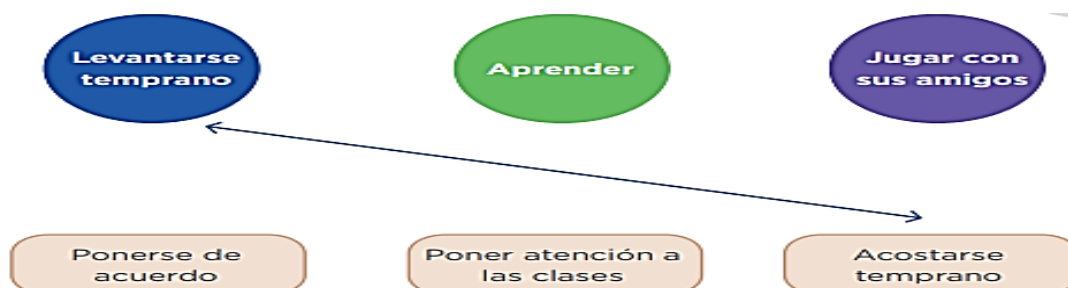 Levantarse
temprano
Aprender
Jugar con
sus amigos
Ponerse de
acuerdo
Poner atención a
las clases
Acostarse
temprano